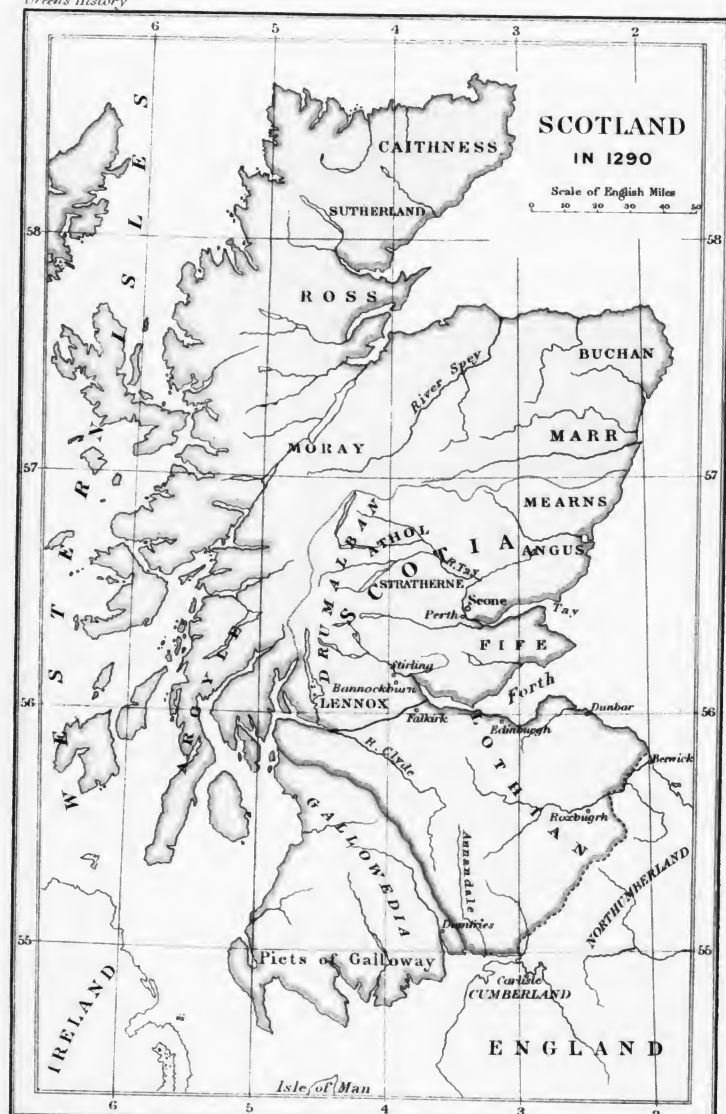 Green's History
6 5 4 3 2
SCOTLAND
IN 1290
Scale of English Miles
0 10 20 30 40 50
WESTERN ISLES
CAITHNESS
SUTHERLAND
58 58
ROSS
BUCHAN
River Spey
MARR
MORAY
57 57
MEARNS
ATHOL
DRUMALBAN
SCOTIA
ANGUS
R. Tay
STRATHERNE
Scone
Perth
Tay
ARGYLE
FIFE
Stirling
Bannockburn
Forth
LENNOX
56 56
Falkirk
Edinburgh
Dunbar
LOTHIAN
R. Clyde
Berwick
Roxbugrh
GALLOWEDIA
Annandale
NORTHUMBERLAND
Dumfries
55 55
Picts of Galloway
Carlisle
CUMBERLAND
IRELAND
ENGLAND
Isle of Man
6 5 4 3 2